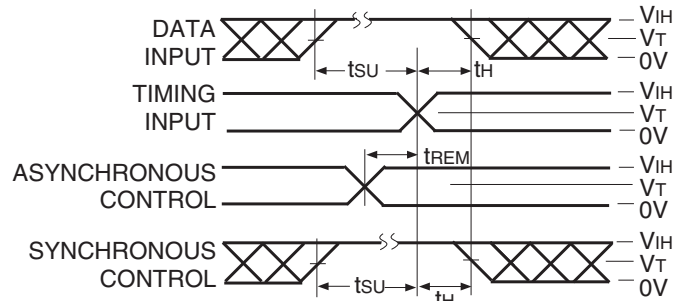 DATA
INPUT
tSU
tH
VIH
VT
0V
TIMING
INPUT
VIH
VT
0V
tREM
ASYNCHRONOUS
CONTROL
VIH
VT
0V
SYNCHRONOUS
CONTROL
tSU
tH
VIH
VT
0V